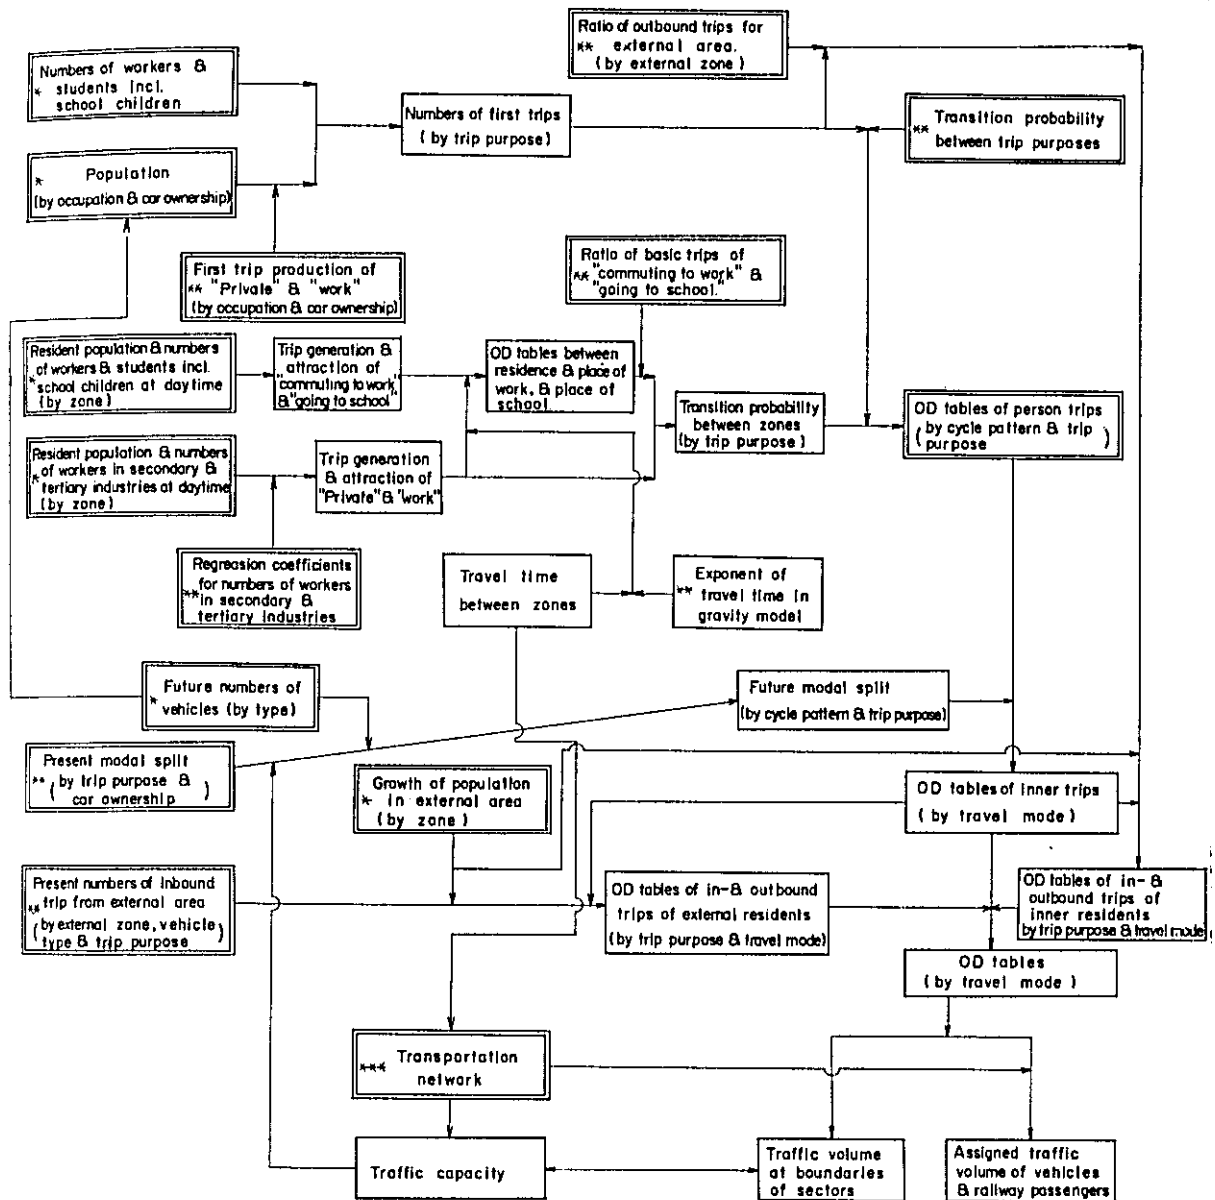 Ratio of outbound trips for
** external area.
(by external zone)
Numbers of workers &
* students incl.
school children
Numbers of first trips
(by trip purpose)
** Transition probability
between trip purposes
* Population
(by occupation & car ownership)
First trip production of
** "Private" & "work"
(by occupation & car ownership)
Ratio of basic trips of
** "commuting to work" &
"going to school."
Resident population & numbers
of workers & students incl.
* school children at daytime
(by zone)
Trip generation &
attraction of
"commuting to work"
& "going to school"
OD tables between
residence & place of
work, & place of
school
Transition probability
between zones
(by trip purpose)
OD tables of person trips
(by cycle pattern & trip
purpose)
Resident population & numbers
of workers in secondary &
* tertiary industries at daytime
(by zone)
Trip generation
& attraction of
"Private" & "work"
Regression coefficients
for numbers of workers
** in secondary &
tertiary industries
Travel time
between zones
** Exponent of
travel time in
gravity model
* Future numbers of
vehicles (by type)
Future modal split
(by cycle pattern & trip purpose)
Present modal split
** (by trip purpose &
car ownership)
Growth of population
* in external area
(by zone)
OD tables of inner trips
(by travel mode)
Present numbers of inbound
** trip from external area
(by external zone, vehicle
type & trip purpose)
OD tables of in- & outbound
trips of external residents
(by trip purpose & travel mode)
OD tables of in- &
outbound trips of
inner residents
by trip purpose & travel mode)
OD tables
(by travel mode)
*** Transportation
network
Traffic capacity
Traffic volume
at boundaries
of sectors
Assigned traffic
volume of vehicles
& railway passengers